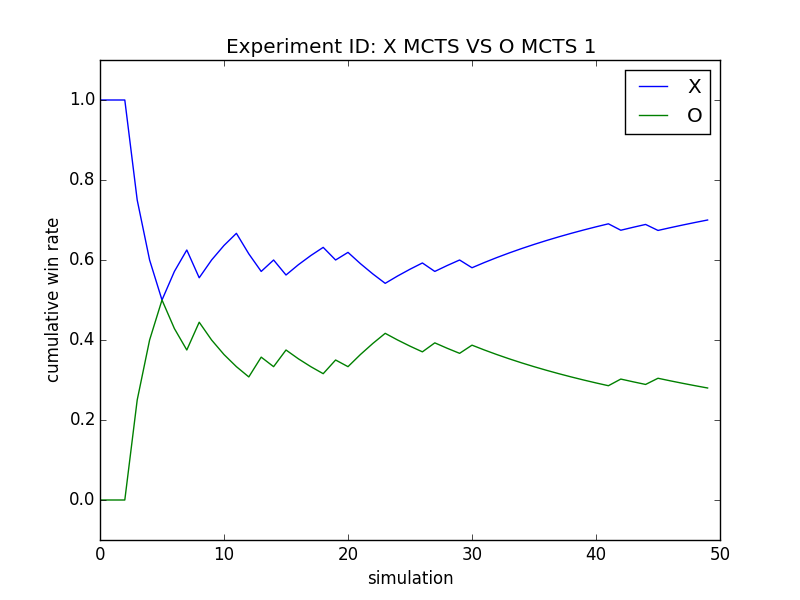 Experiment ID: X MCTS VS O MCTS 1
X
O
1.0
0.8
0.6
0.4
0.2
0.0
cumulative win rate
0 10 20 30 40 50
simulation